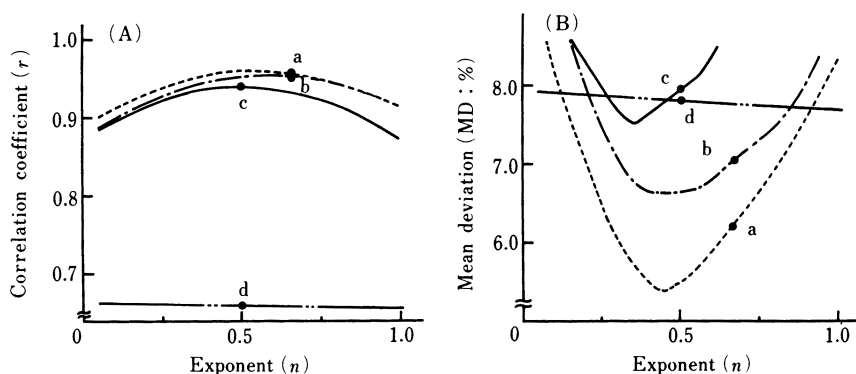 (A)
Correlation coefficient (r)
1.0
0.9
0.8
0.7
0
0.5
1.0
a
b
c
d
Exponent (n)
(B)
Mean deviation (MD : %)
8.0
7.0
6.0
0
0.5
1.0
c
d
b
a
Exponent (n)